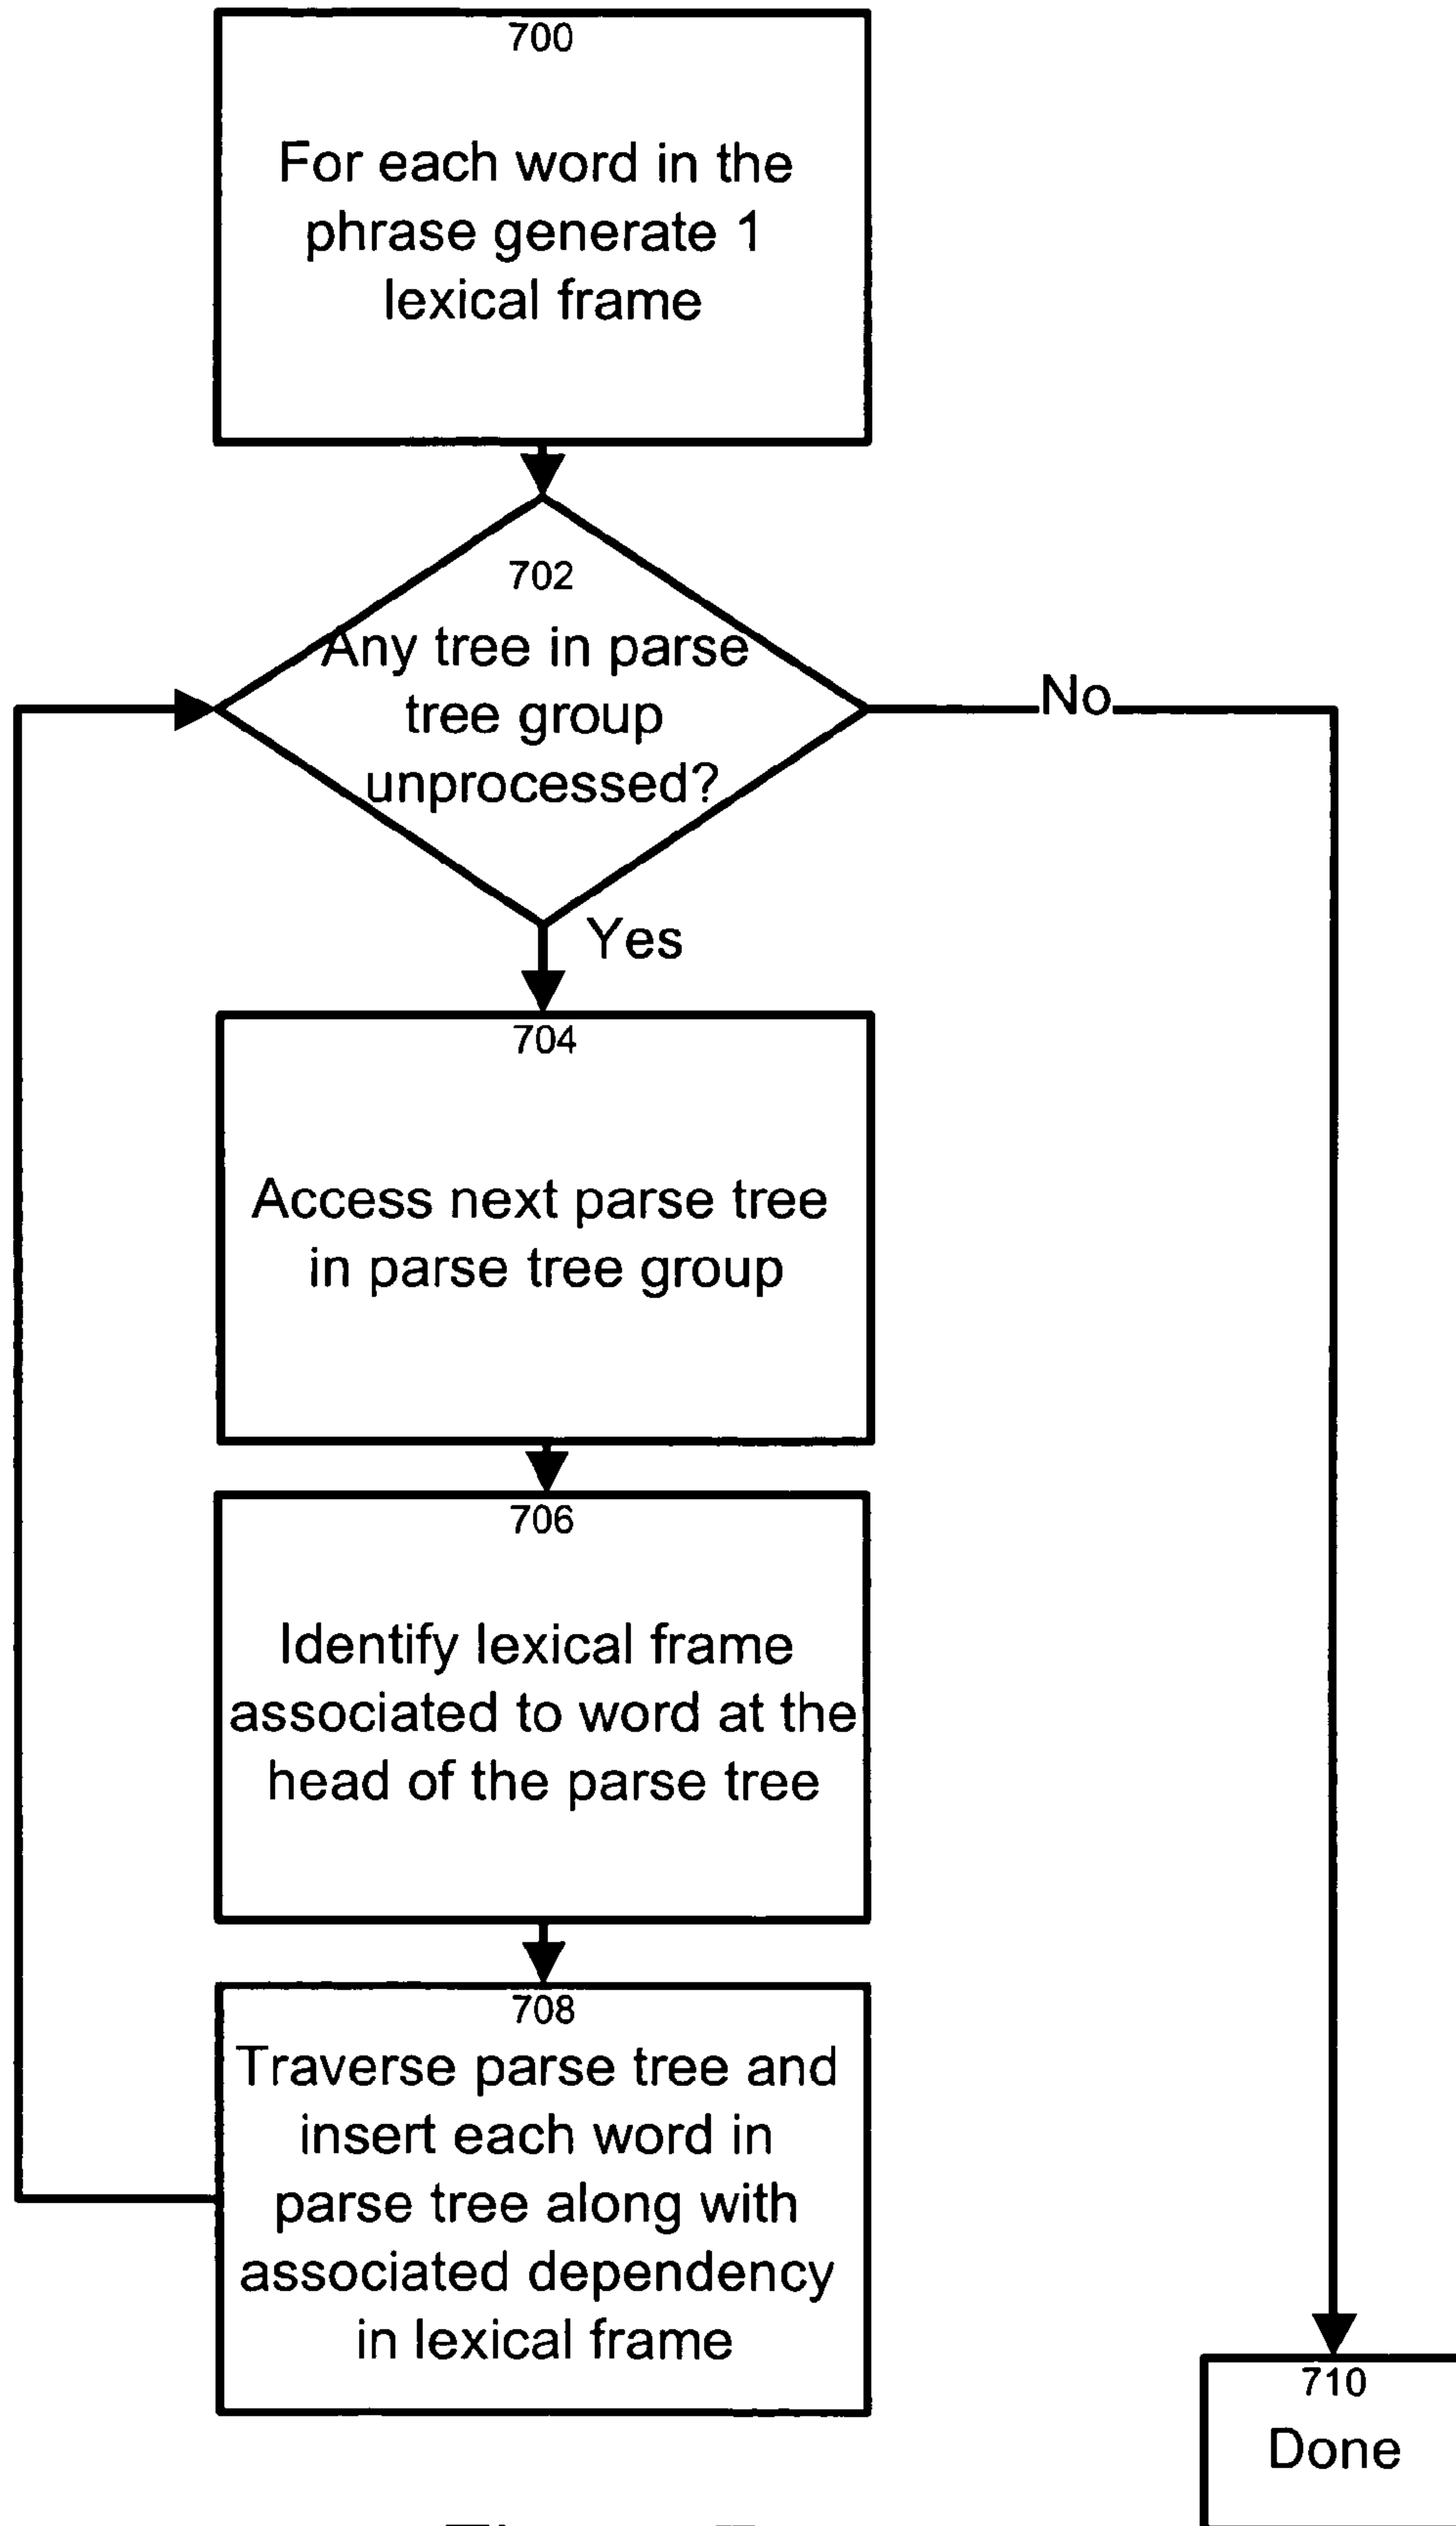 700
For each word in the
phrase generate 1
lexical frame
702
Any tree in parse
tree group
unprocessed?
No
Yes
704
Access next parse tree
in parse tree group
706
Identify lexical frame
associated to word at the
head of the parse tree
708
Traverse parse tree and
insert each word in
parse tree along with
associated dependency
in lexical frame
710
Done